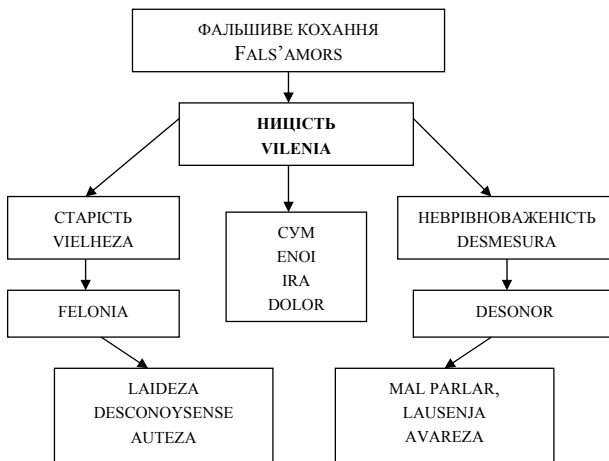 ФАЛЬШИВЕ КОХАННЯ
FALS’AMORS
НИЦІСТЬ
VILENIA
СТАРІСТЬ
VIELHEZA
СУМ
ENOI
IRA
DOLOR
НЕВРІВНОВАЖЕНІСТЬ
DESMESURA
FELONIA
DESONOR
LAIDEZA
DESCONOYSENSE
AUTEZA
MAL PARLAR,
LAUSENJA
AVAREZA